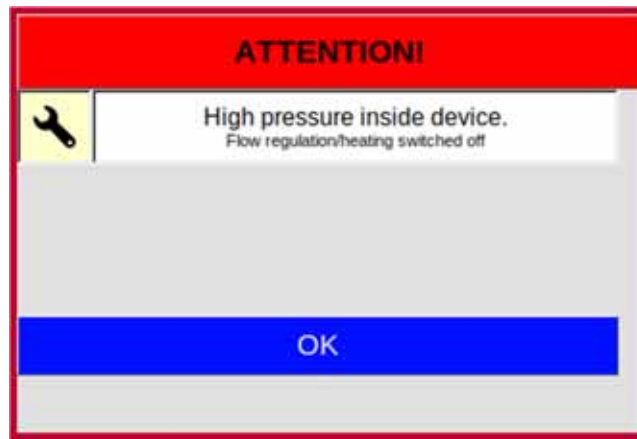 ATTENTION!
High pressure inside device.
Flow regulation/heating switched off
OK